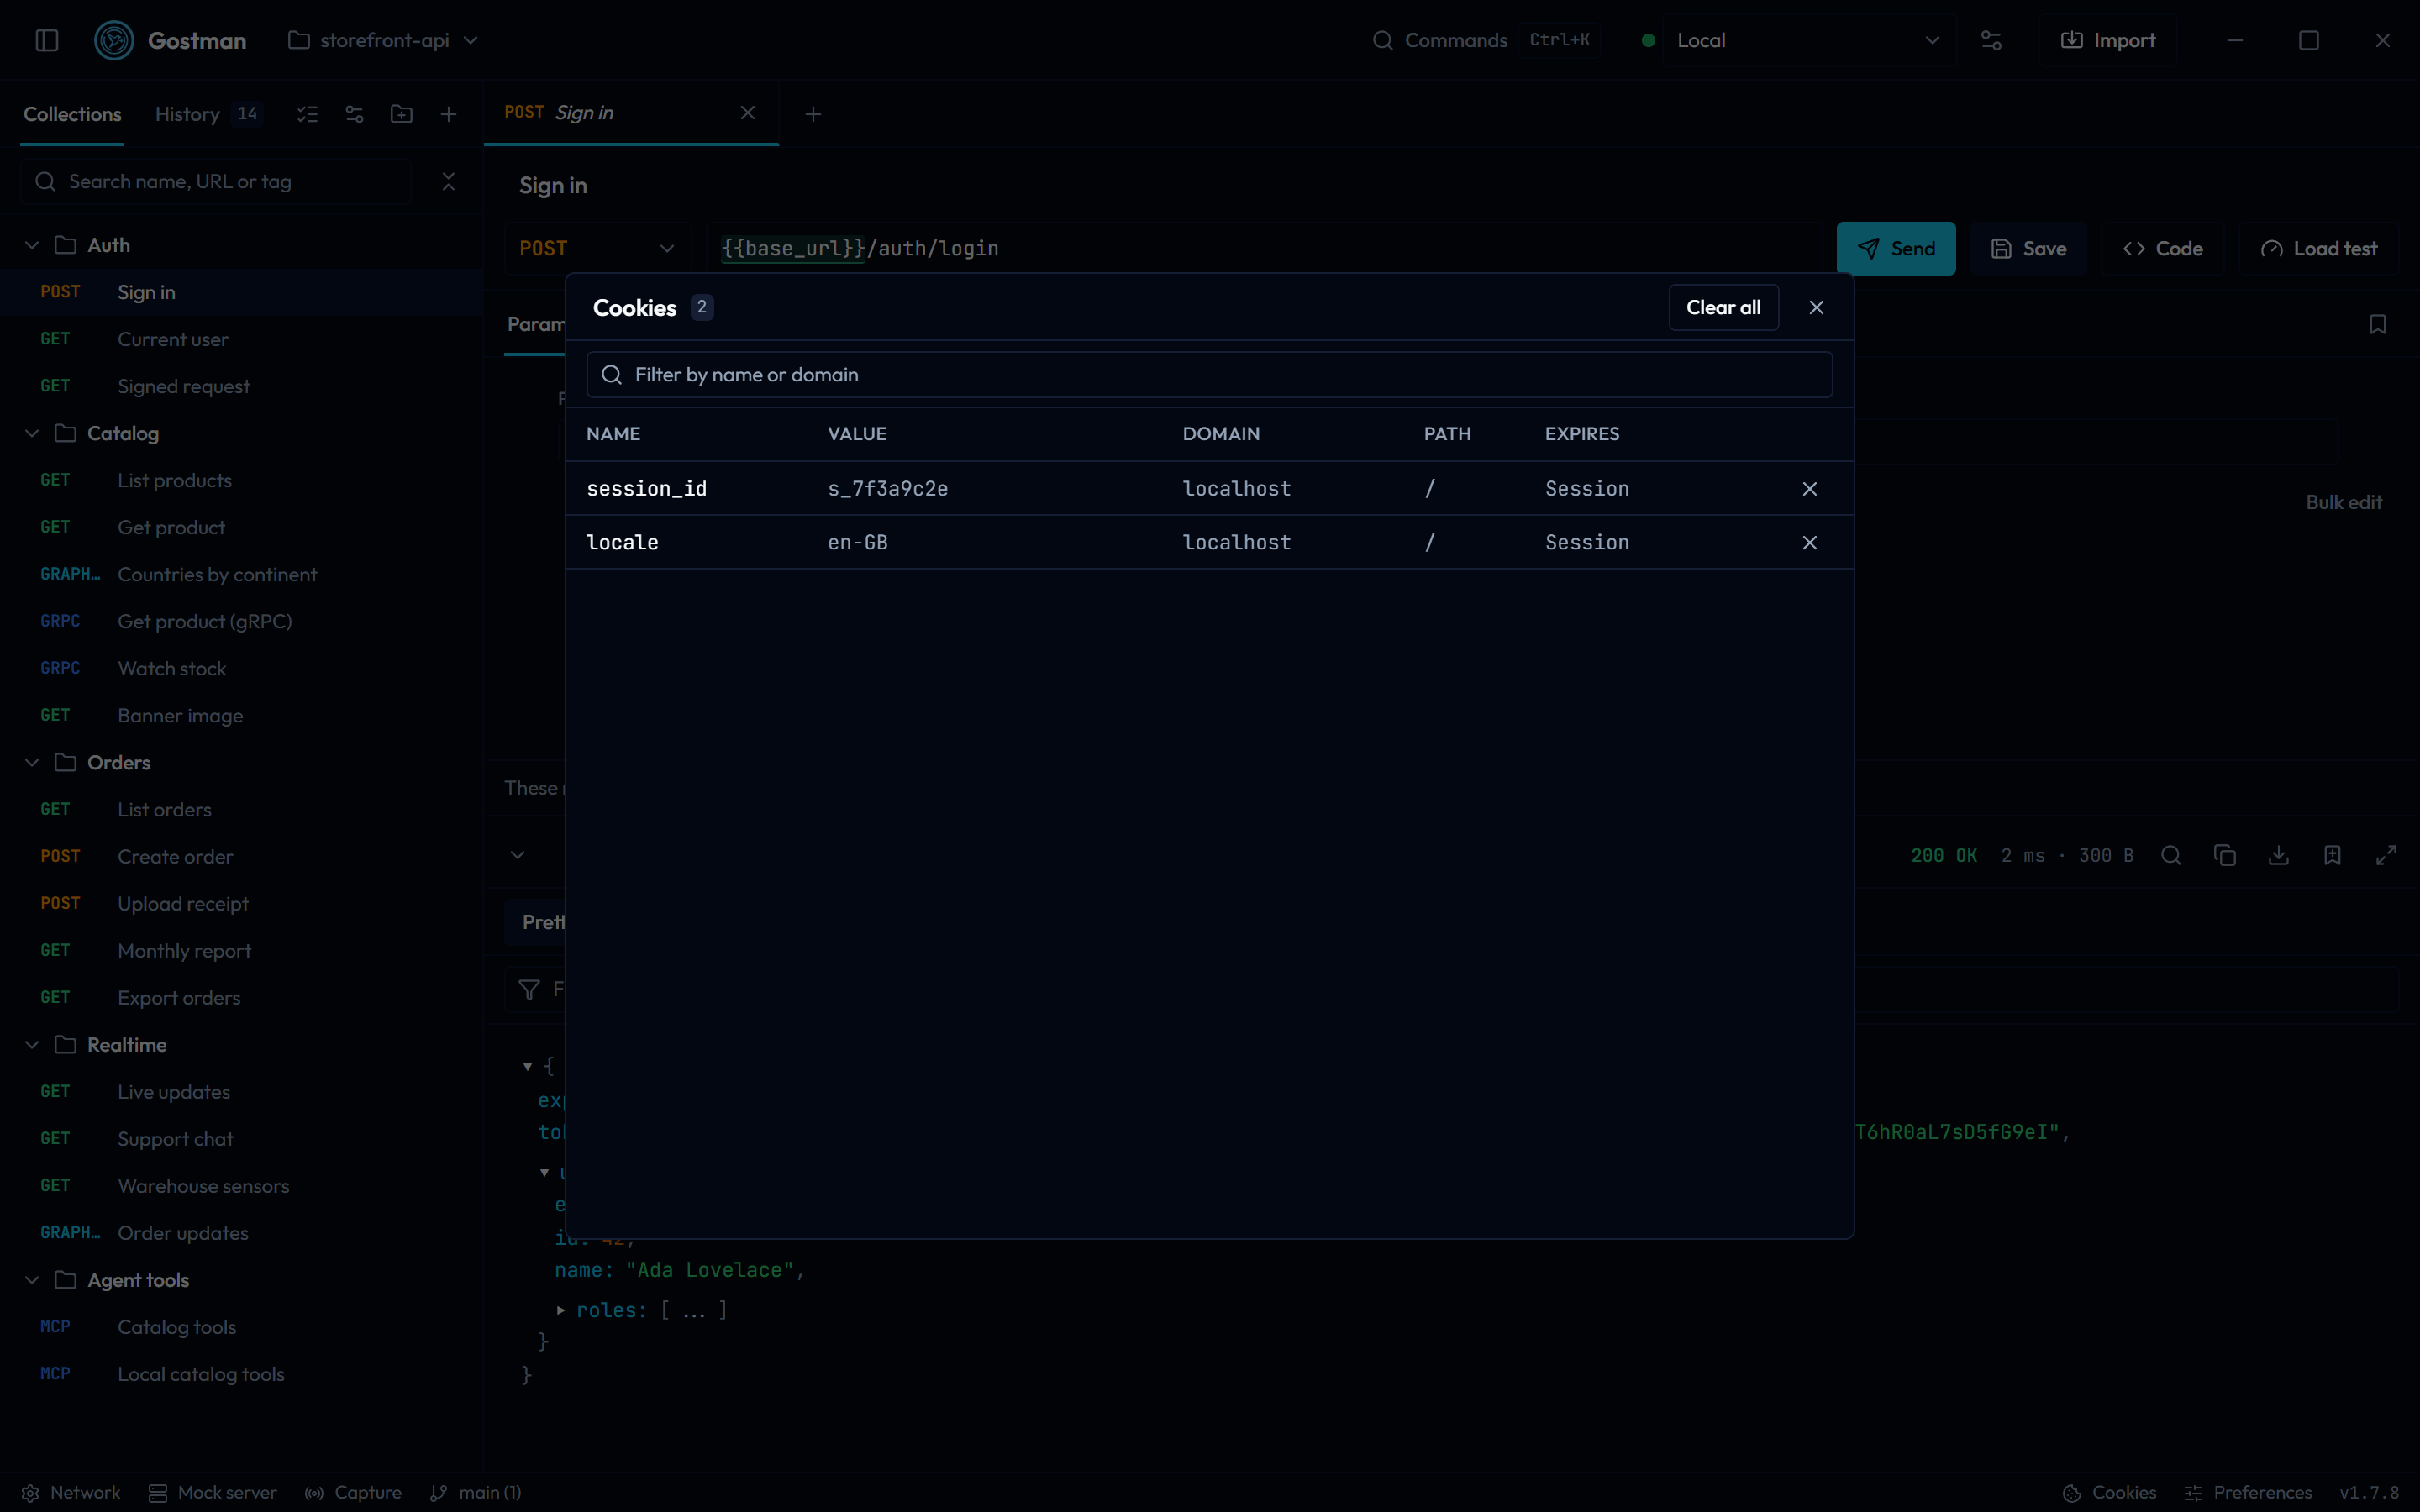 Gostman storefront-api Commands Ctrl+K Local Import
Collections History 14 POST Sign in
Search name, URL or tag
Sign in
POST {{base_url}}/auth/login Send Save Code Load test
Auth
POST Sign in
GET Current user
GET Signed request
Catalog
GET List products
GET Get product
GRAPH... Countries by continent
GRPC Get product (gRPC)
GRPC Watch stock
GET Banner image
Orders
GET List orders
POST Create order
POST Upload receipt
GET Monthly report
GET Export orders
Realtime
GET Live updates
GET Support chat
GET Warehouse sensors
GRAPH... Order updates
Agent tools
MCP Catalog tools
MCP Local catalog tools
Cookies 2 Clear all
Filter by name or domain
NAME VALUE DOMAIN PATH EXPIRES
session_id s_7f3a9c2e localhost / Session
locale en-GB localhost / Session
Bulk edit
These
200 OK 2 ms · 300 B
{
T6hR0aL7sD5fG9eI",
id: 42,
name: "Ada Lovelace",
roles: [ ... ]
}
}
Network Mock server Capture main (1) Cookies Preferences v1.7.8